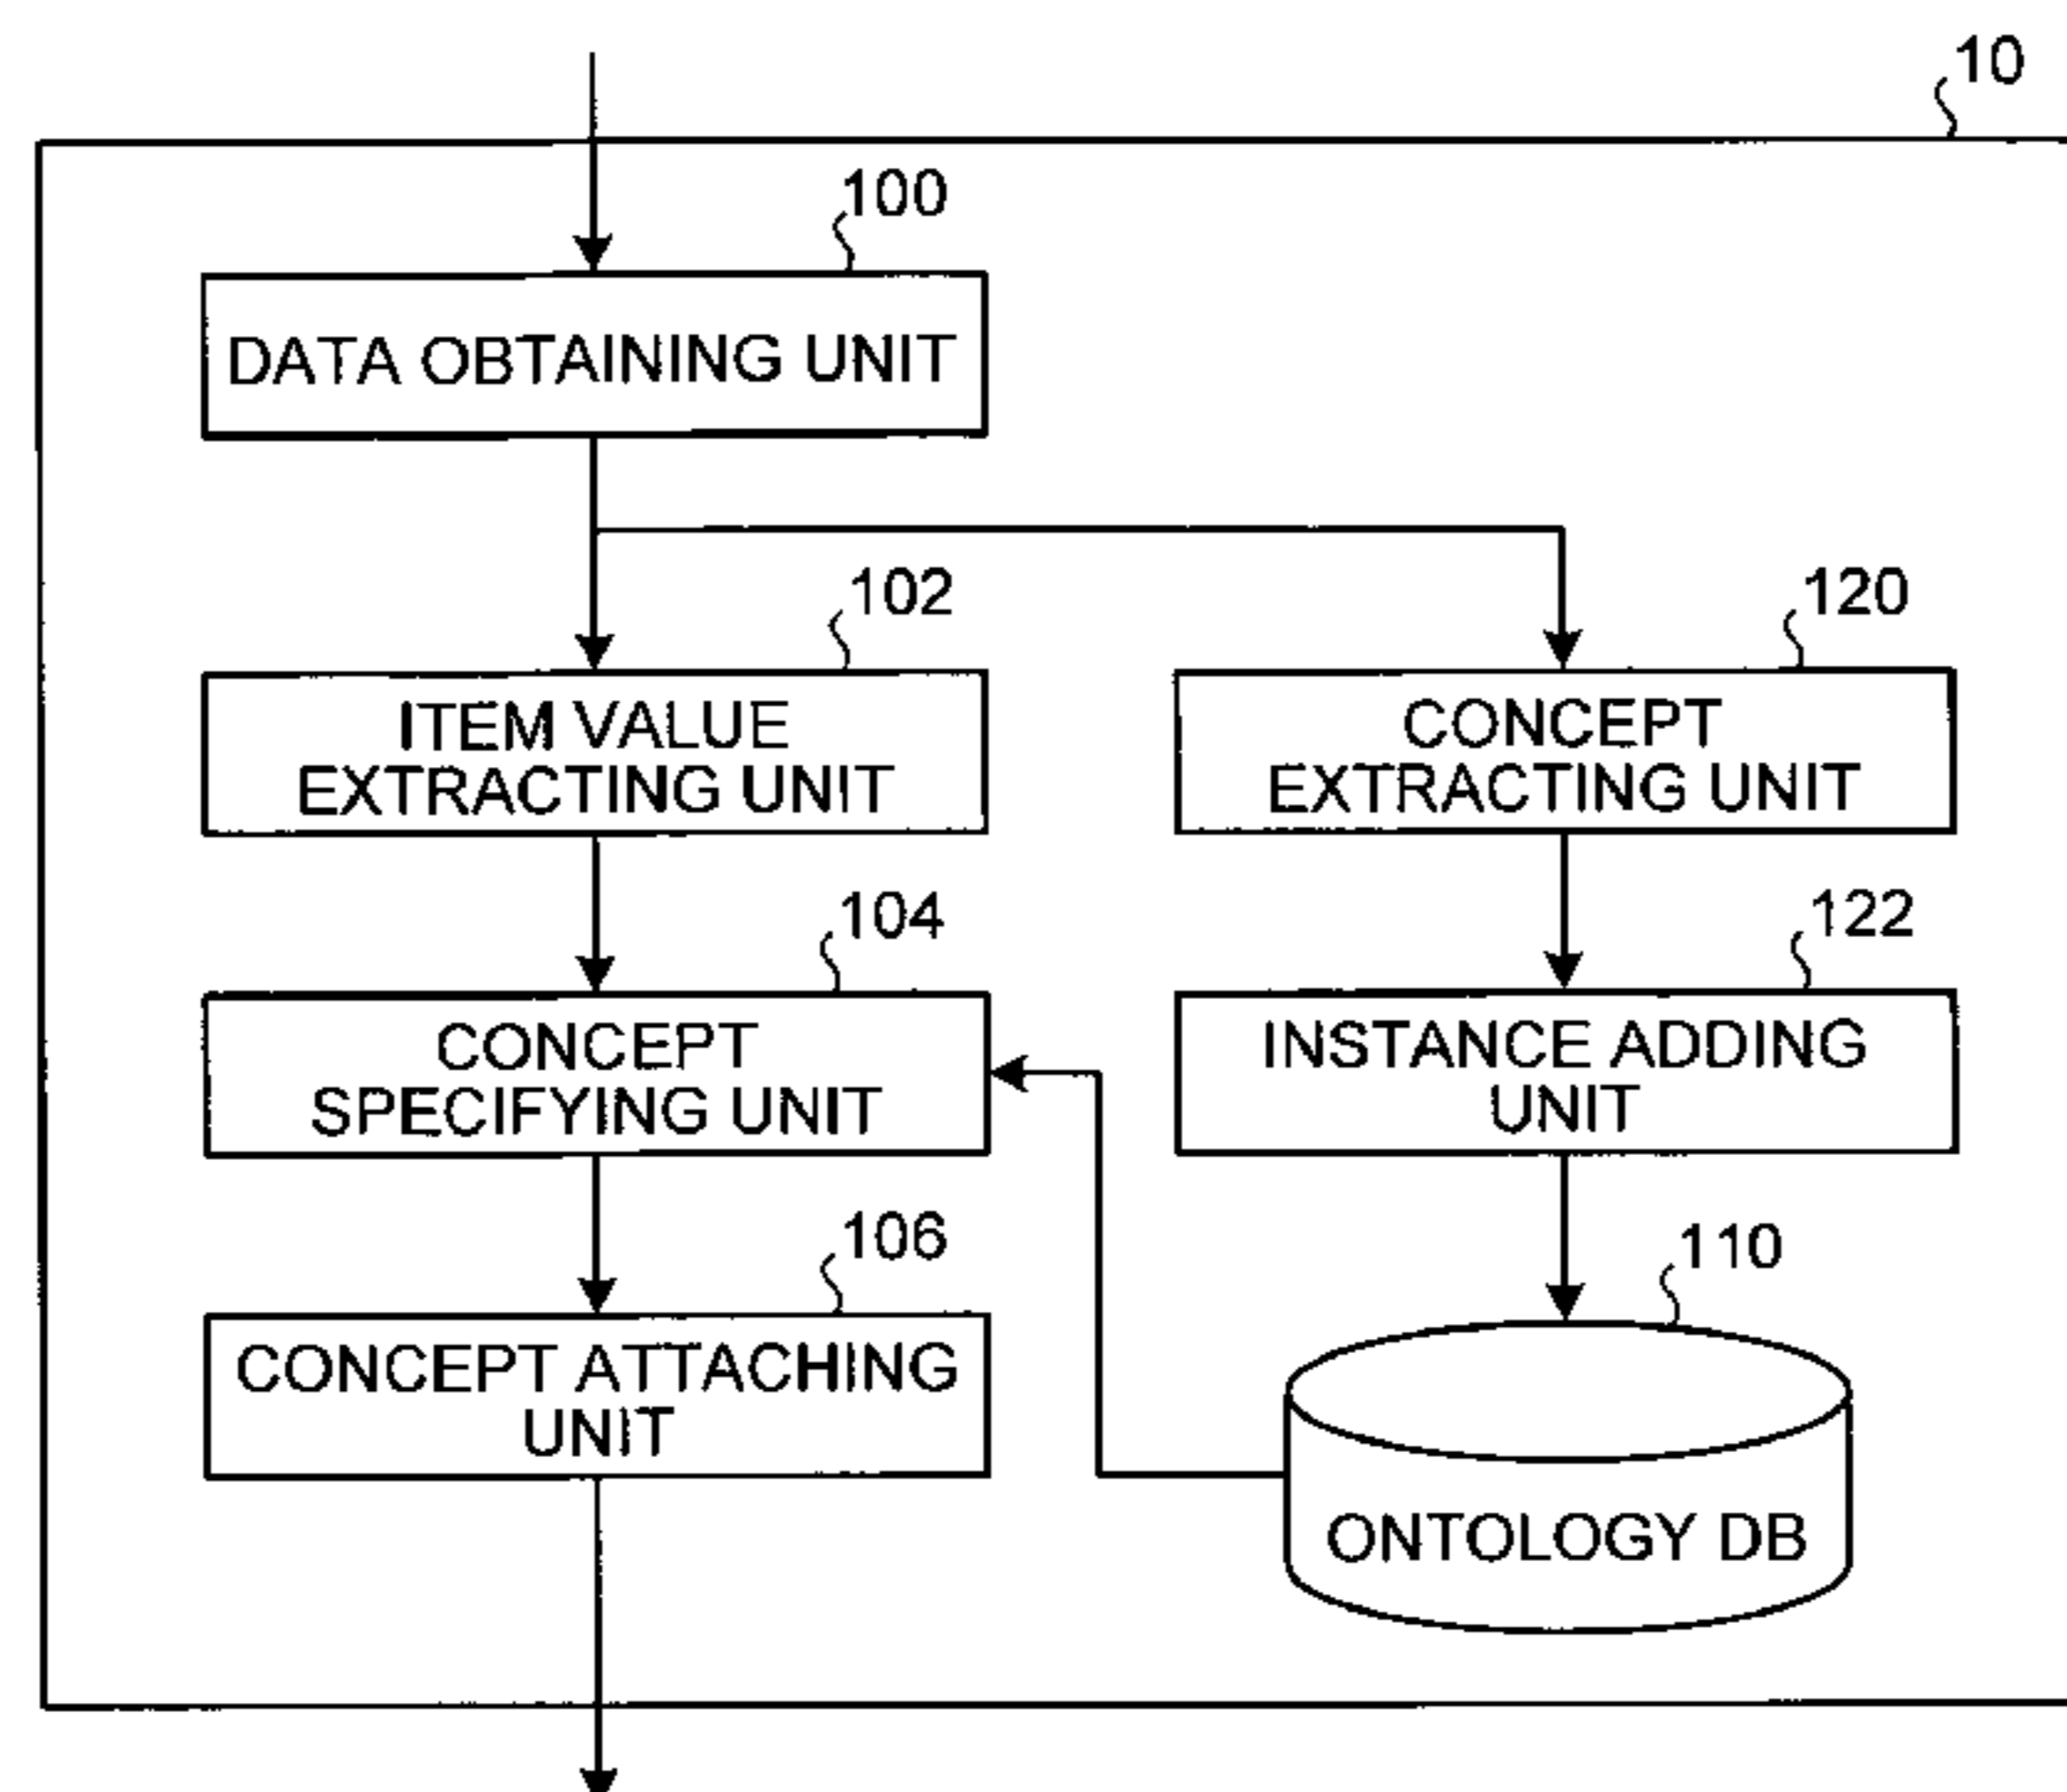 10
100
DATA OBTAINING UNIT
102
ITEM VALUE
EXTRACTING UNIT
120
CONCEPT
EXTRACTING UNIT
104
CONCEPT
SPECIFYING UNIT
122
INSTANCE ADDING
UNIT
106
CONCEPT ATTACHING
UNIT
110
ONTOLOGY DB